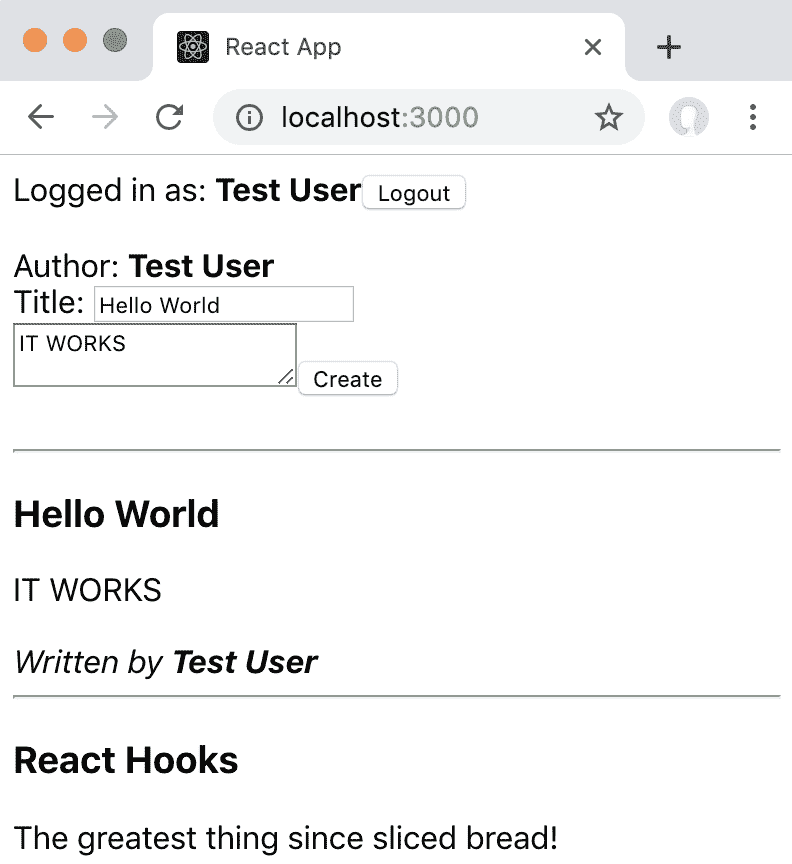 React App
localhost:3000
Logged in as: Test User Logout
Author: Test User
Title: Hello World
IT WORKS
Create
Hello World
IT WORKS
Written by Test User
React Hooks
The greatest thing since sliced bread!